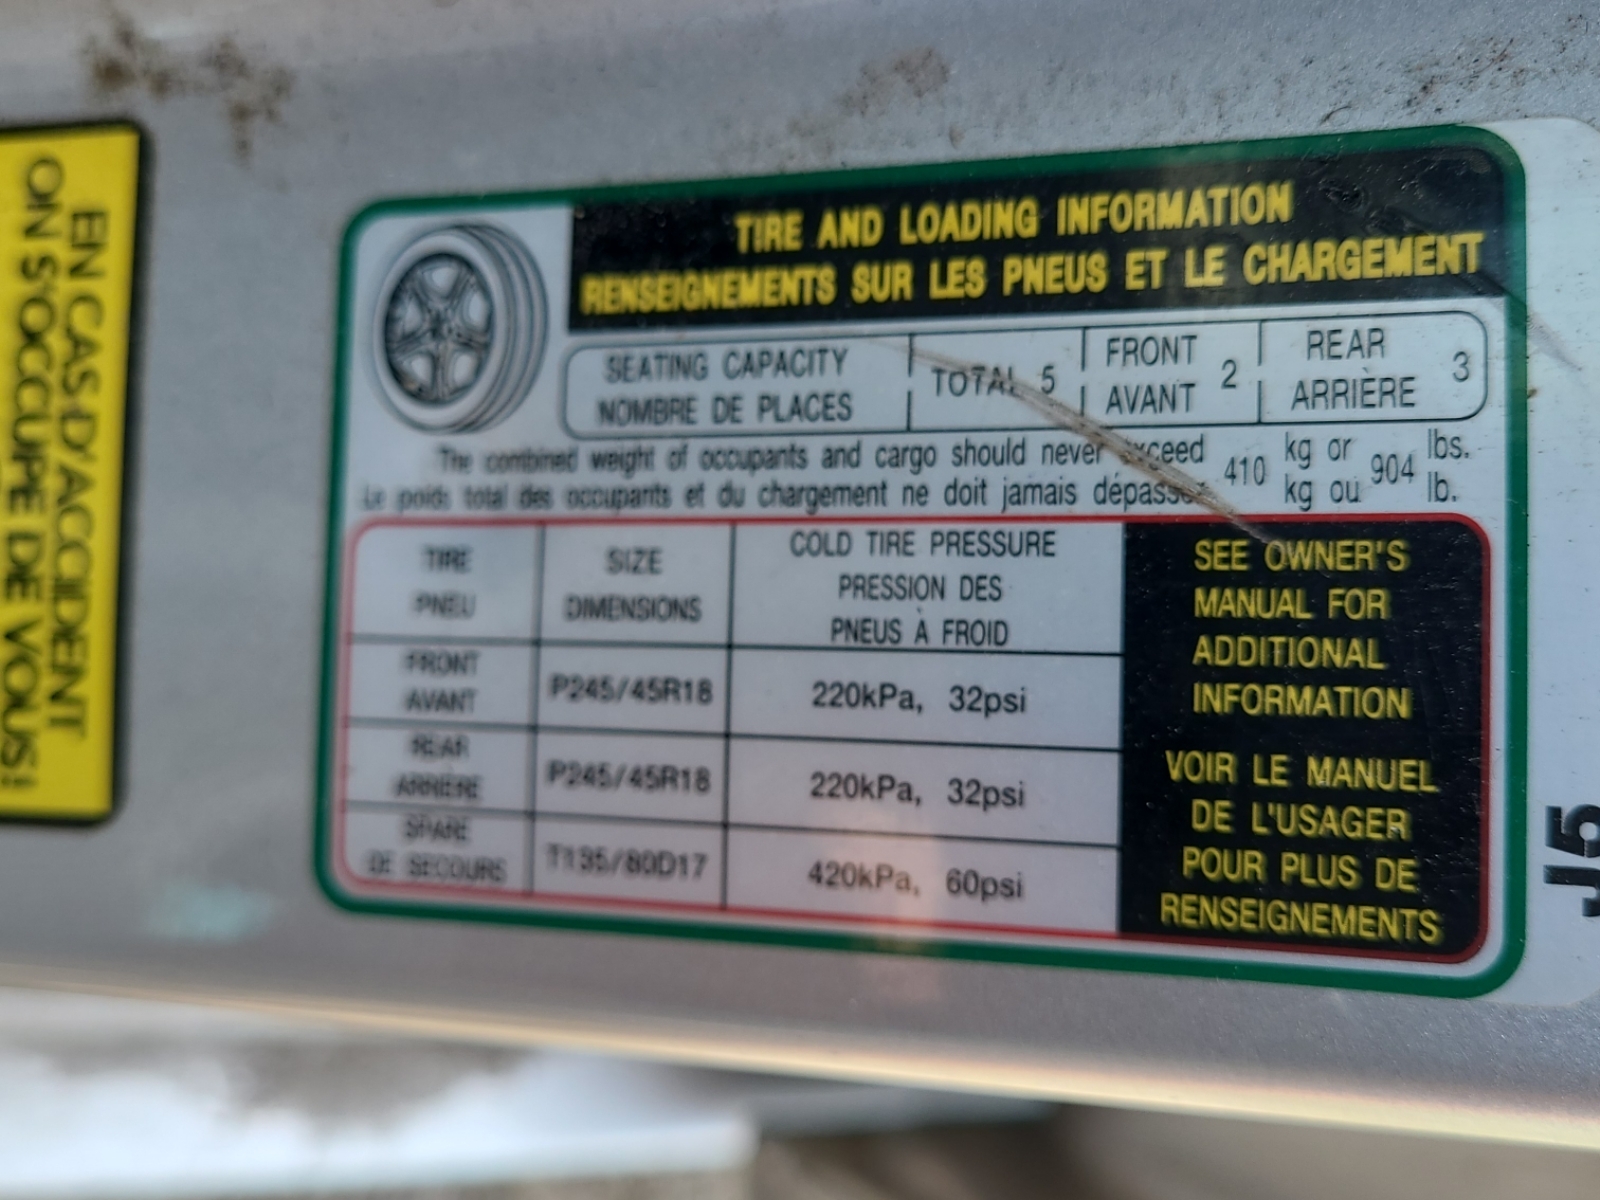 EN CAS D'ACCIDENT
ON S'OCCUPE DE VOUS!
TIRE AND LOADING INFORMATION
RENSEIGNEMENTS SUR LES PNEUS ET LE CHARGEMENT
SEATING CAPACITY
NOMBRE DE PLACES
TOTAL 5
FRONT
AVANT
2
REAR
ARRIÈRE
3
The combined weight of occupants and cargo should never exceed
Le poids total des occupants et du chargement ne doit jamais dépasser
410
kg or
kg ou
904
lbs.
lb.
TIRE
PNEU
SIZE
DIMENSIONS
COLD TIRE PRESSURE
PRESSION DES
PNEUS À FROID
FRONT
AVANT
P245/45R18
220kPa, 32psi
REAR
ARRIÈRE
P245/45R18
220kPa, 32psi
SPARE
DE SECOURS
T135/80D17
420kPa, 60psi
SEE OWNER'S
MANUAL FOR
ADDITIONAL
INFORMATION
VOIR LE MANUEL
DE L'USAGER
POUR PLUS DE
RENSEIGNEMENTS
J5